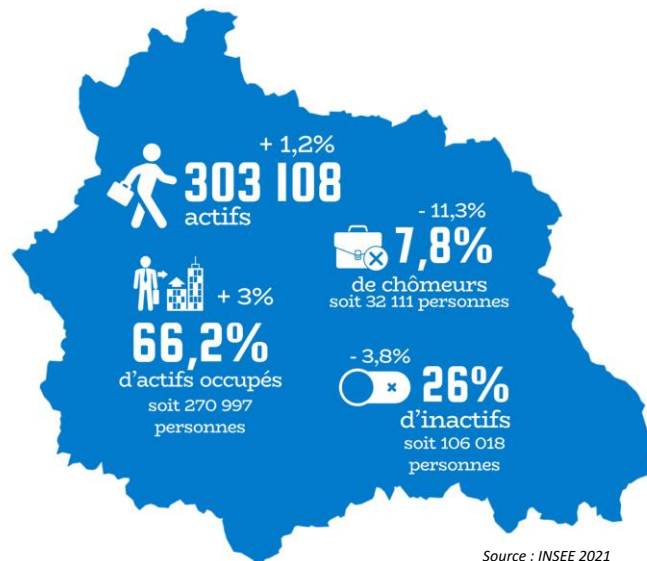 + 1,2%
303 108
actifs
- 11,3%
7,8%
de chômeurs
soit 32 111 personnes
+ 3%
66,2%
d'actifs occupés
soit 270 997
personnes
- 3,8%
26%
d'inactifs
soit 106 018
personnes
Source : INSEE 2021